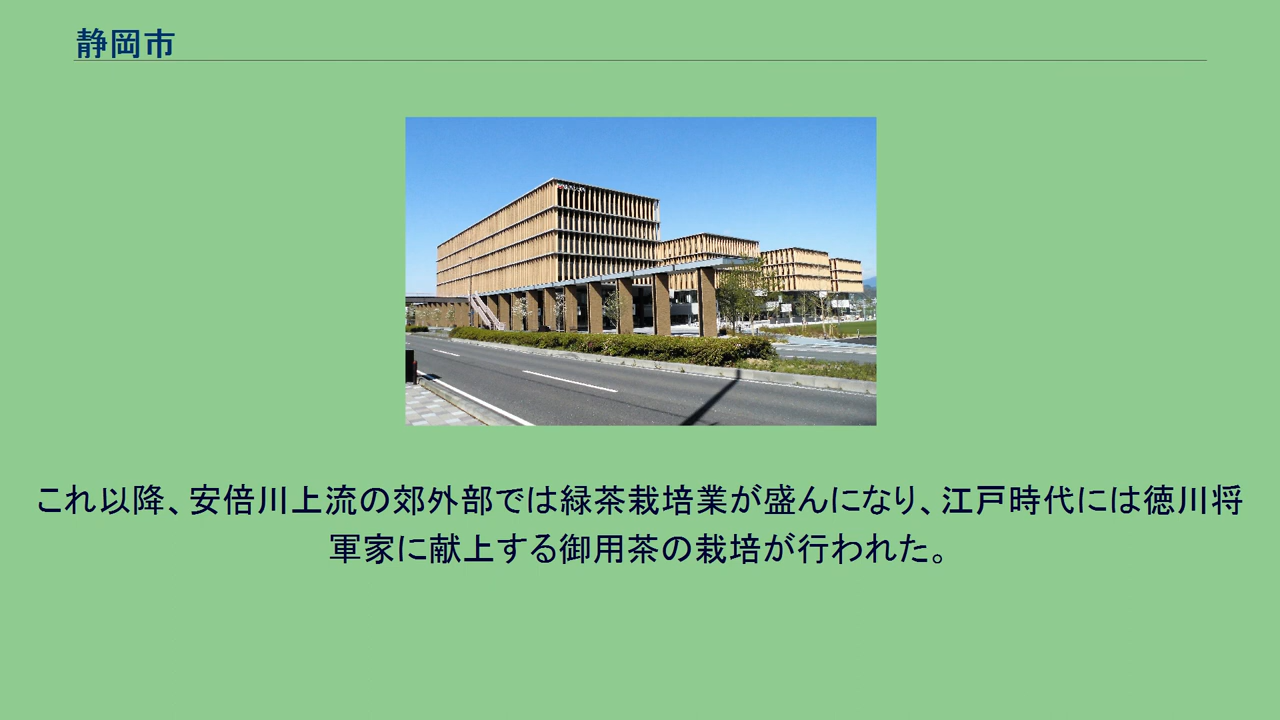 静岡市
これ以降、安倍川上流の郊外部では緑茶栽培業が盛んになり、江戸時代には徳川将
軍家に献上する御用茶の栽培が行われた。